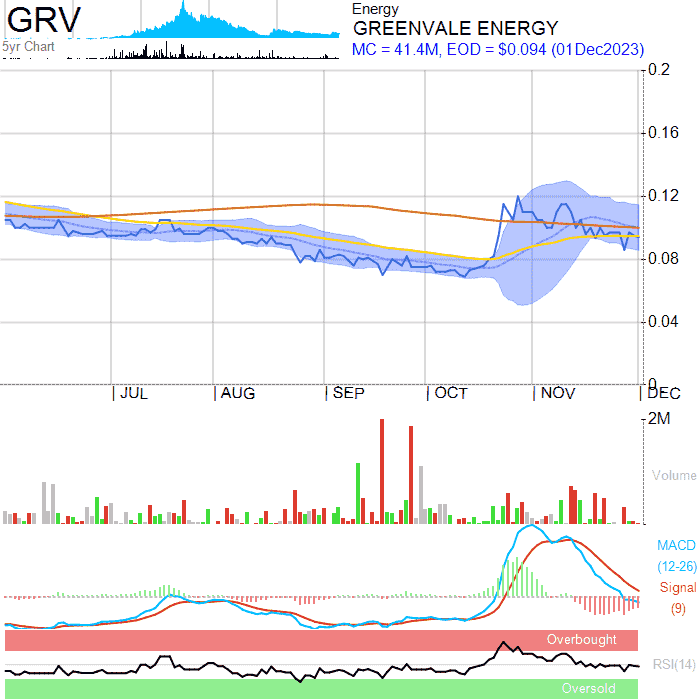 GRV
5yr Chart
Energy
GREENVALE ENERGY
MC = 41.4M, EOD = $0.094 (01Dec2023)
0.2
0.16
0.12
0.08
0.04
0
JUL AUG SEP OCT NOV DEC
2M
Volume
MACD
(12-26)
Signal
(9)
Overbought
RSI(14)
Oversold